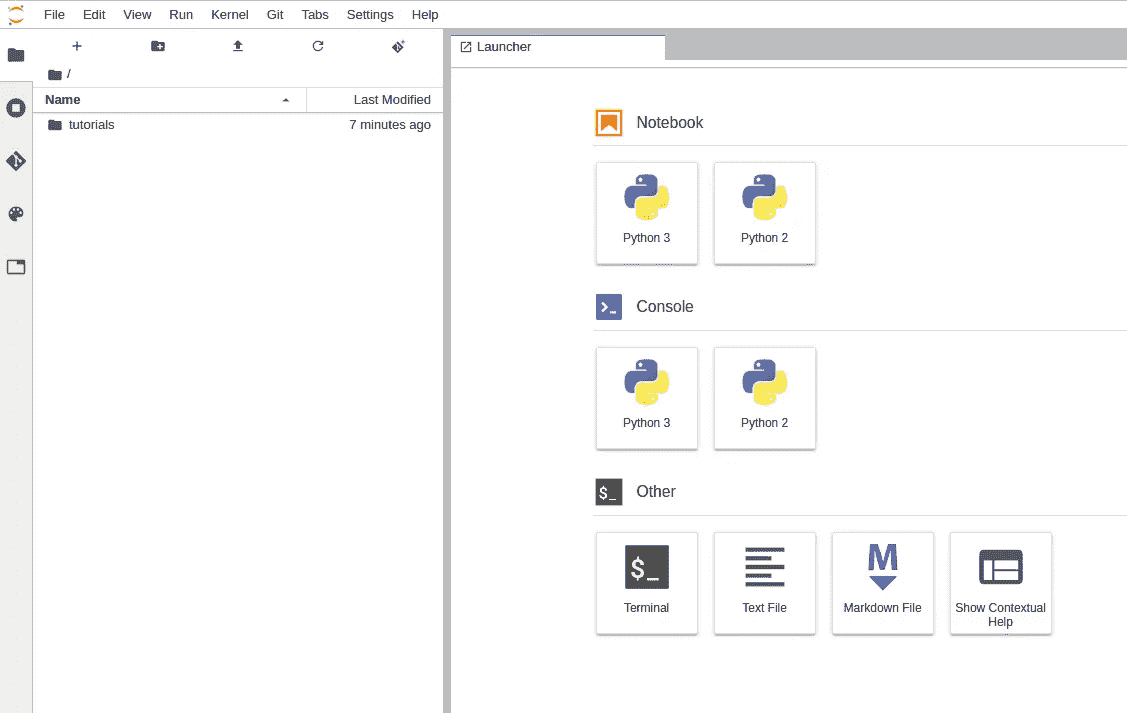 File Edit View Run Kernel Git Tabs Settings Help
/
Name Last Modified
tutorials 7 minutes ago
Launcher
Notebook
Python 3 Python 2
Console
Python 3 Python 2
$_ Other
$_
Terminal Text File Markdown File Show Contextual
Help